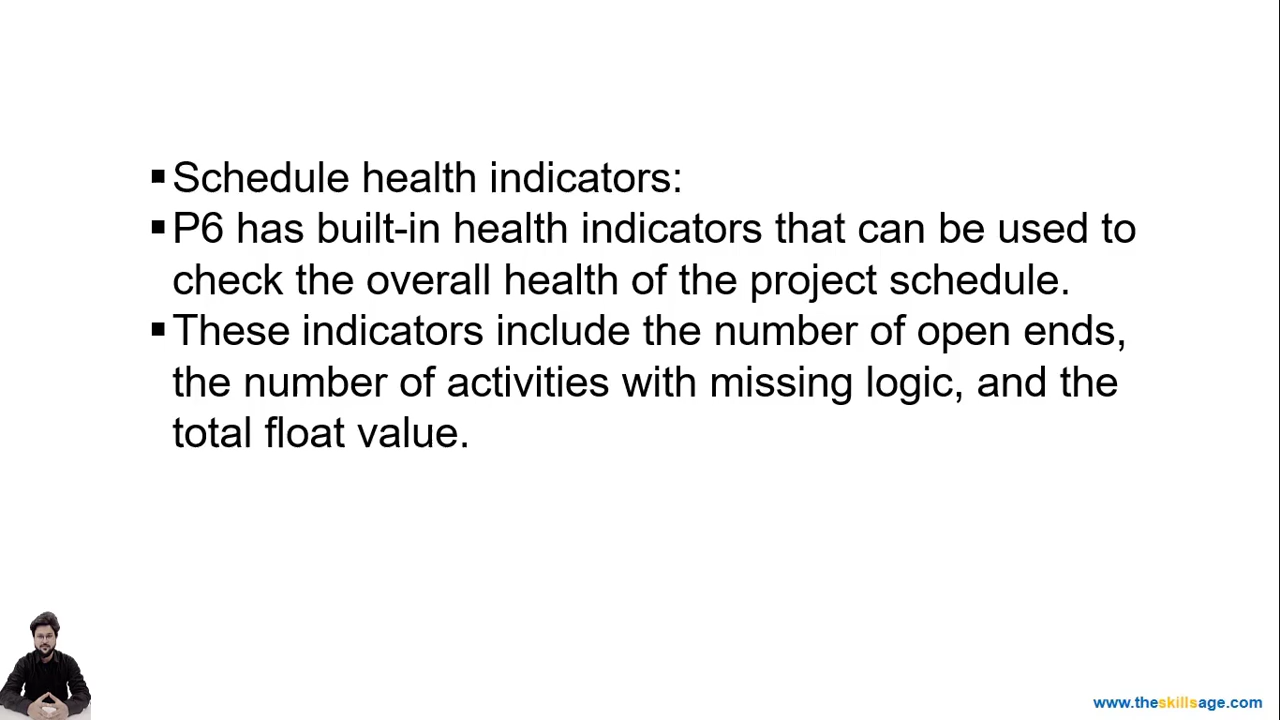 ▪Schedule health indicators:
▪P6 has built-in health indicators that can be used to
check the overall health of the project schedule.
▪These indicators include the number of open ends,
the number of activities with missing logic, and the
total float value.
www.theskillsage.com